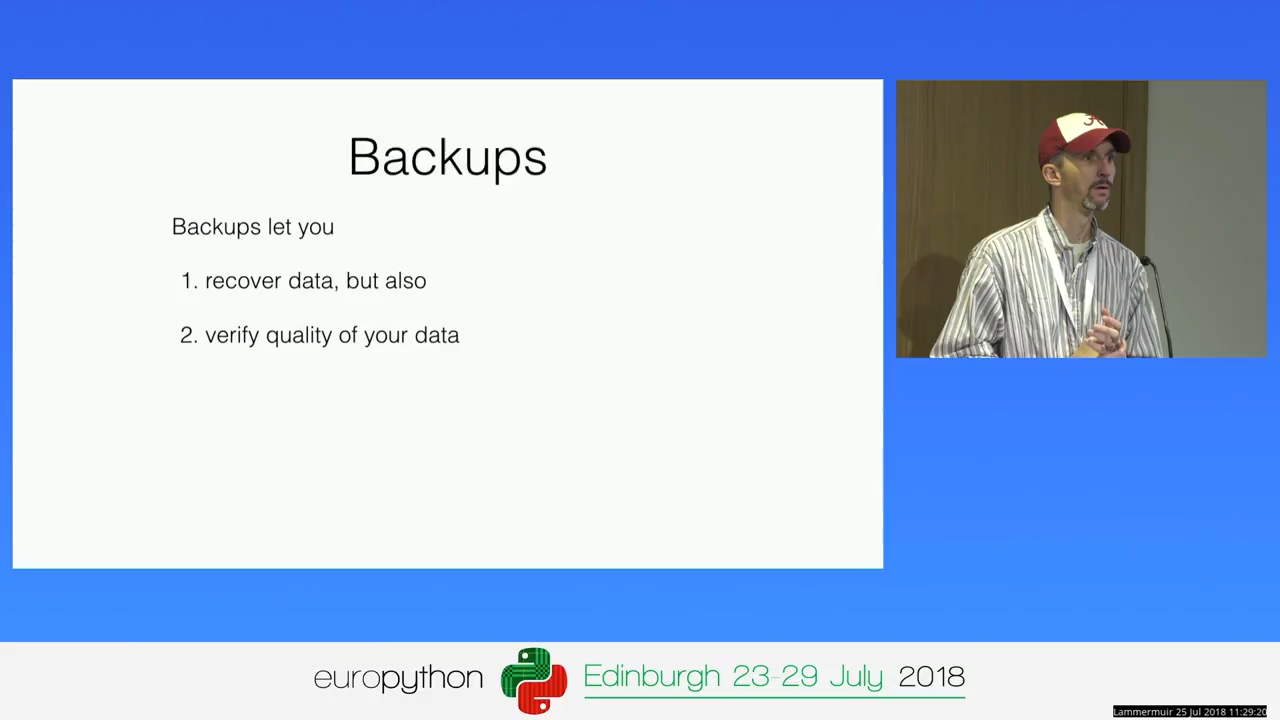 Backups
Backups let you
1. recover data, but also
2. verify quality of your data
europython
Edinburgh 23-29 July 2018
Lammermuir 25 Jul 2018 11:29:20